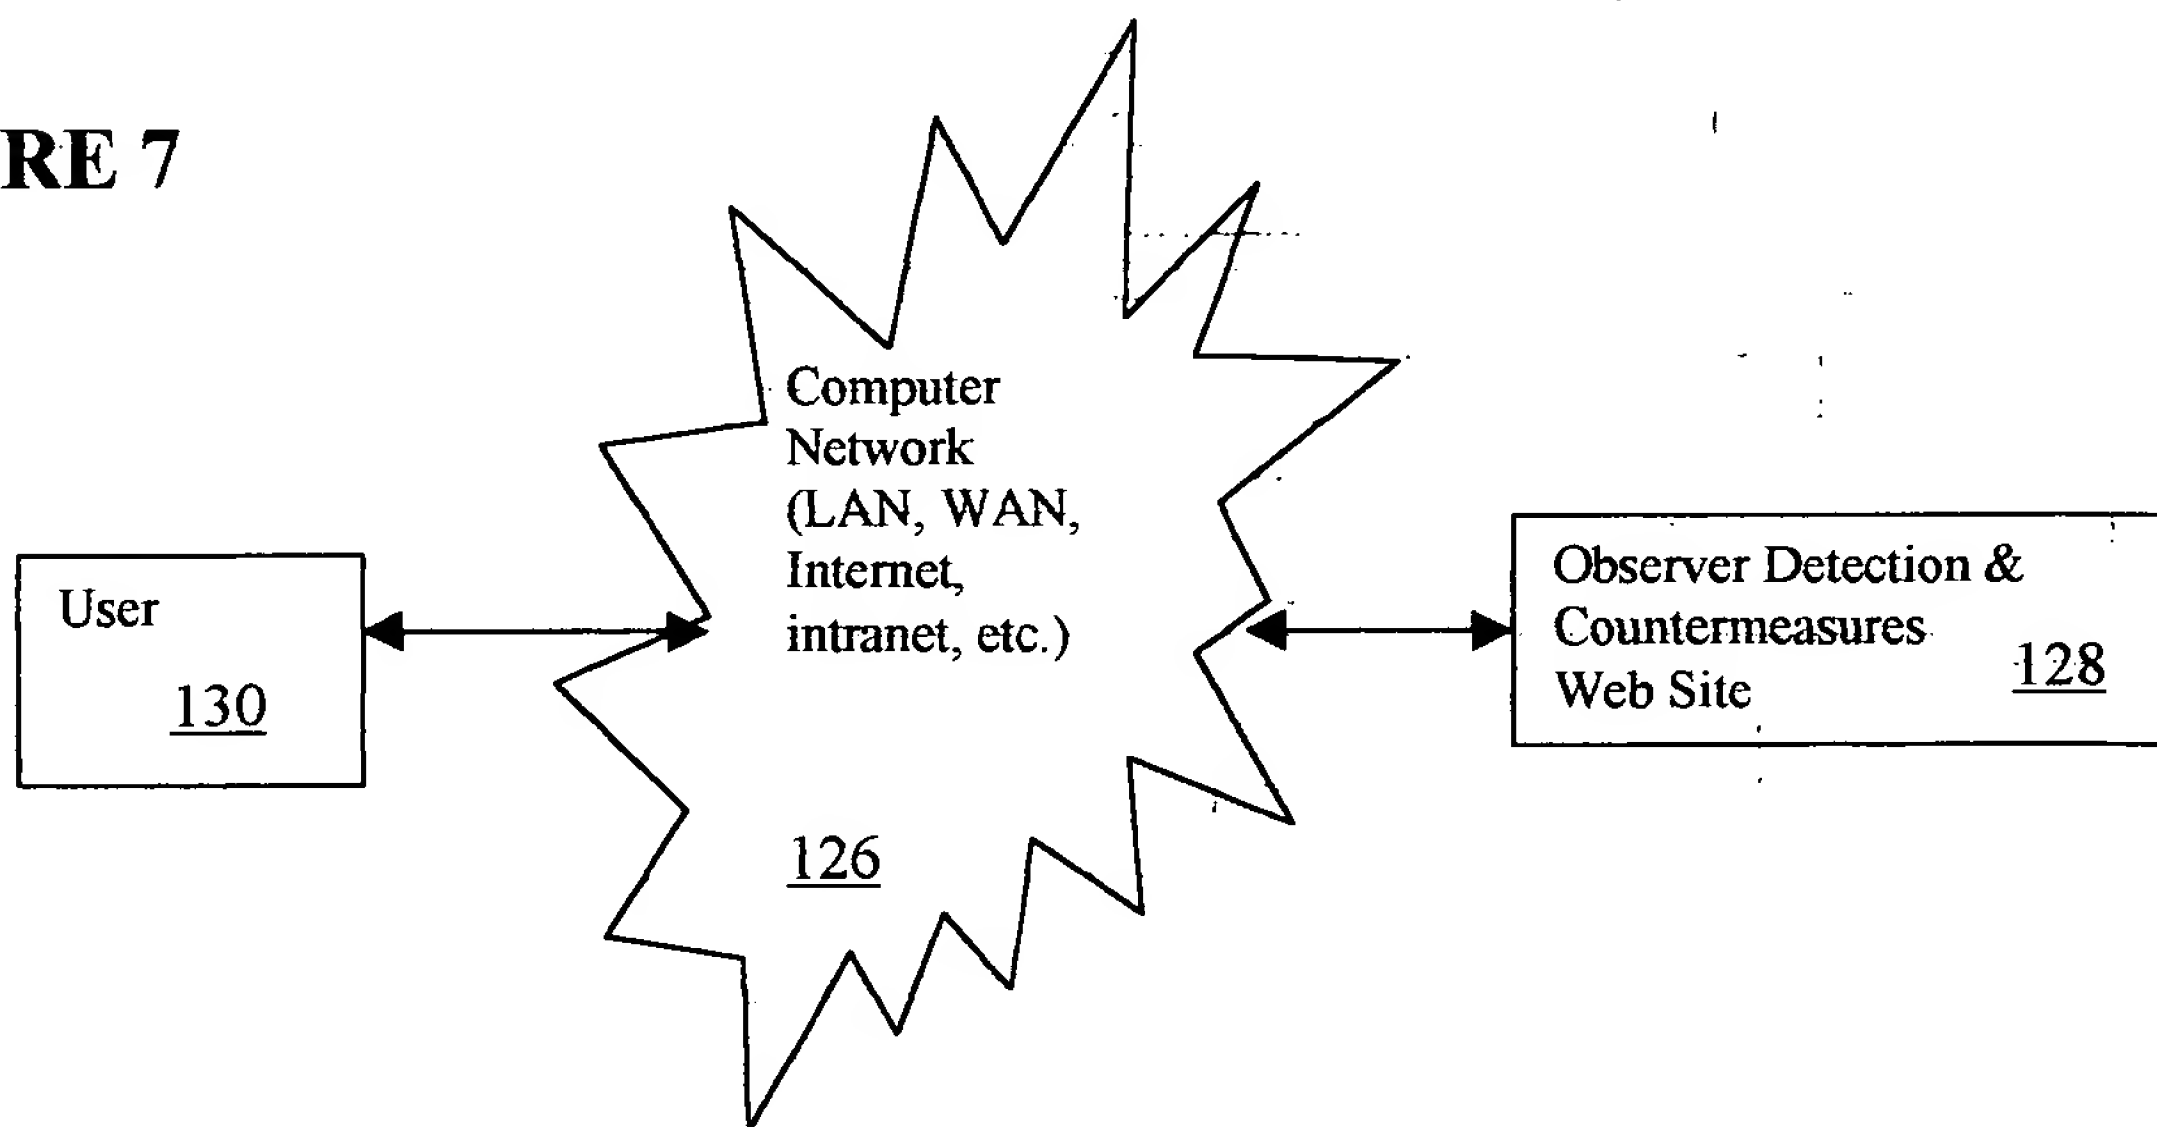 RE 7
Computer
Network
(LAN, WAN,
Internet,
intranet, etc.)
126
User
130
Observer Detection &
Countermeasures
Web Site
128